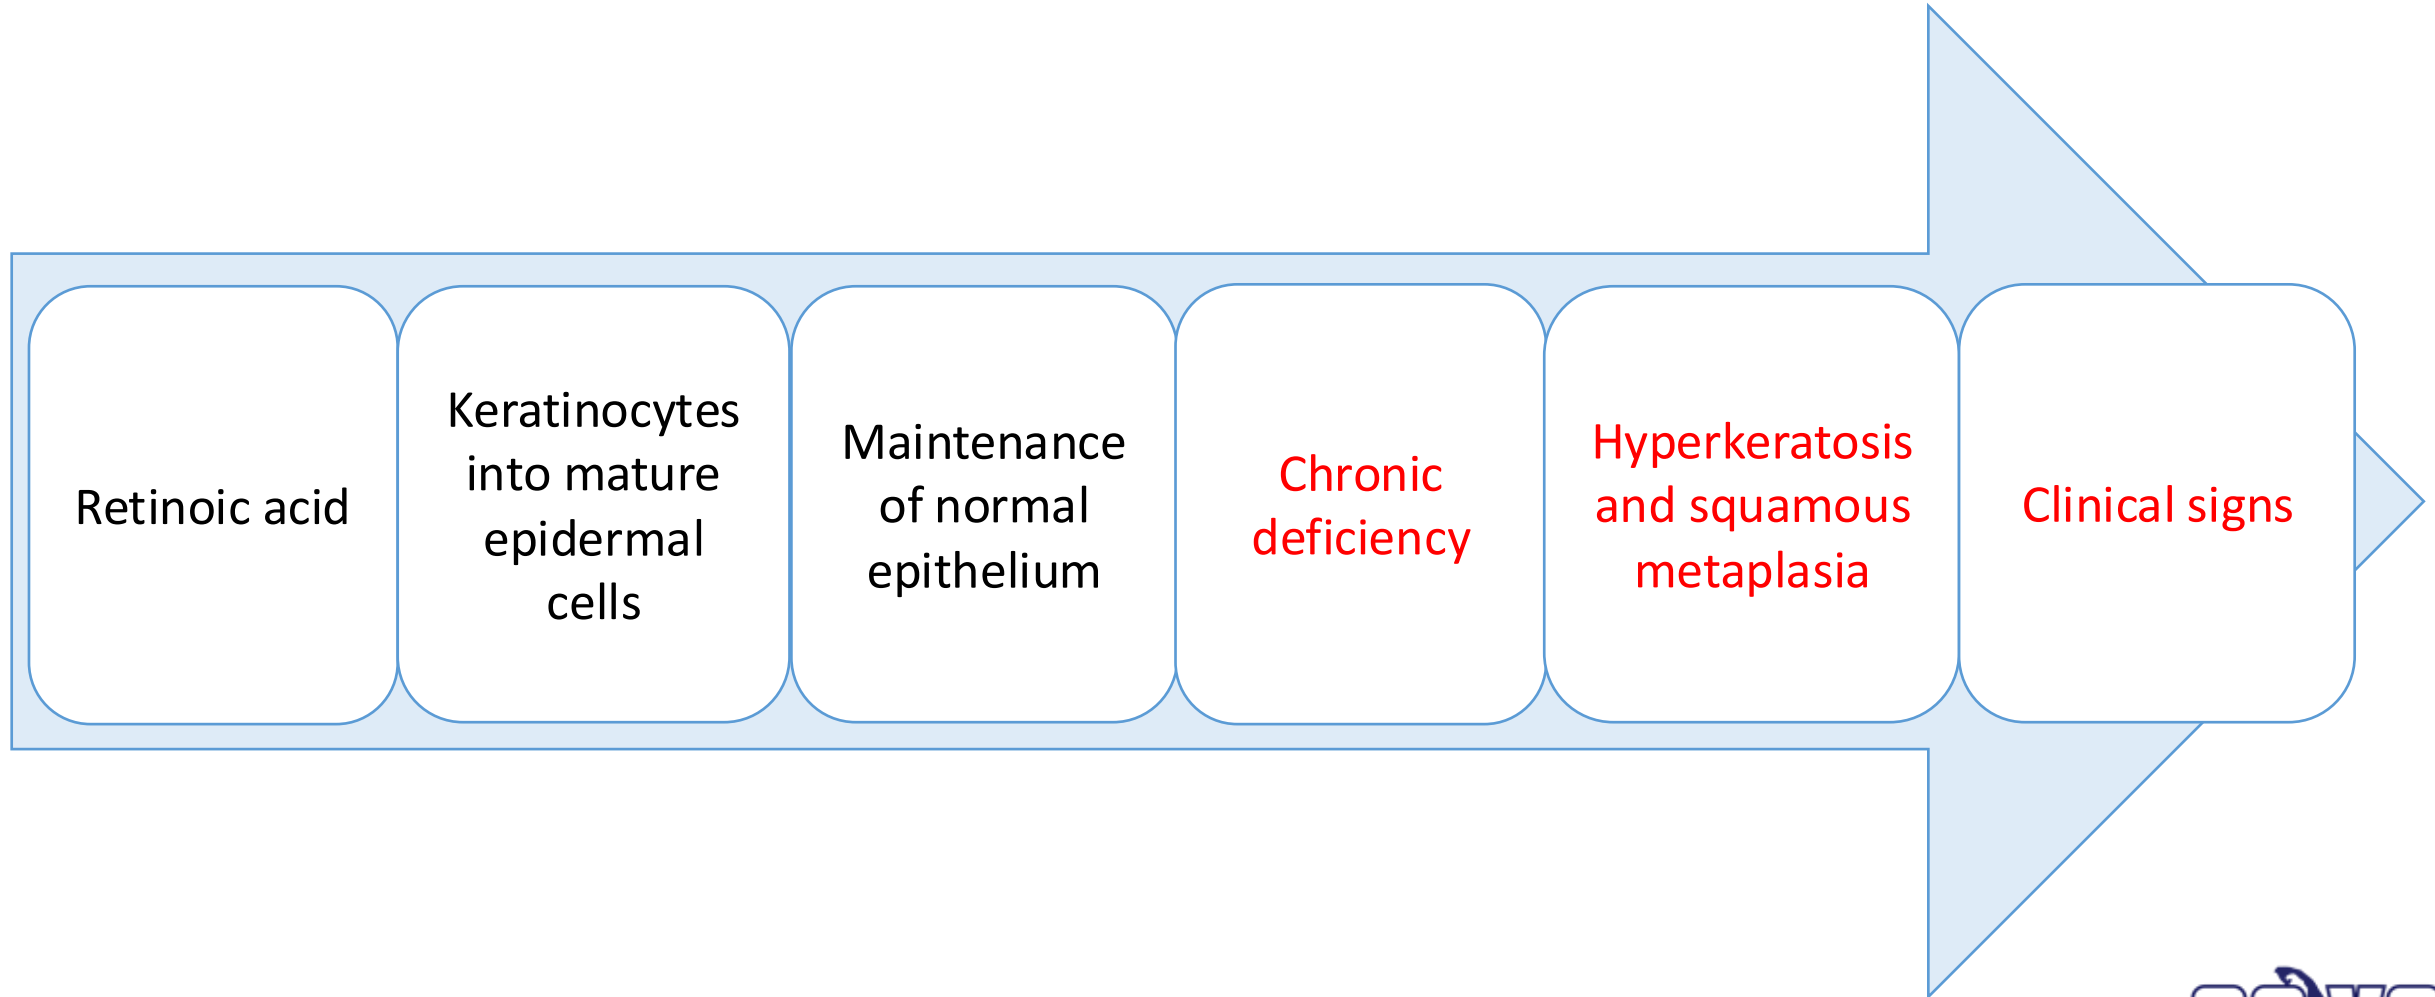 Retinoic acid
Keratinocytes
into mature
epidermal
cells
Maintenance
of normal
epithelium
Chronic
deficiency
Hyperkeratosis
and squamous
metaplasia
Clinical signs